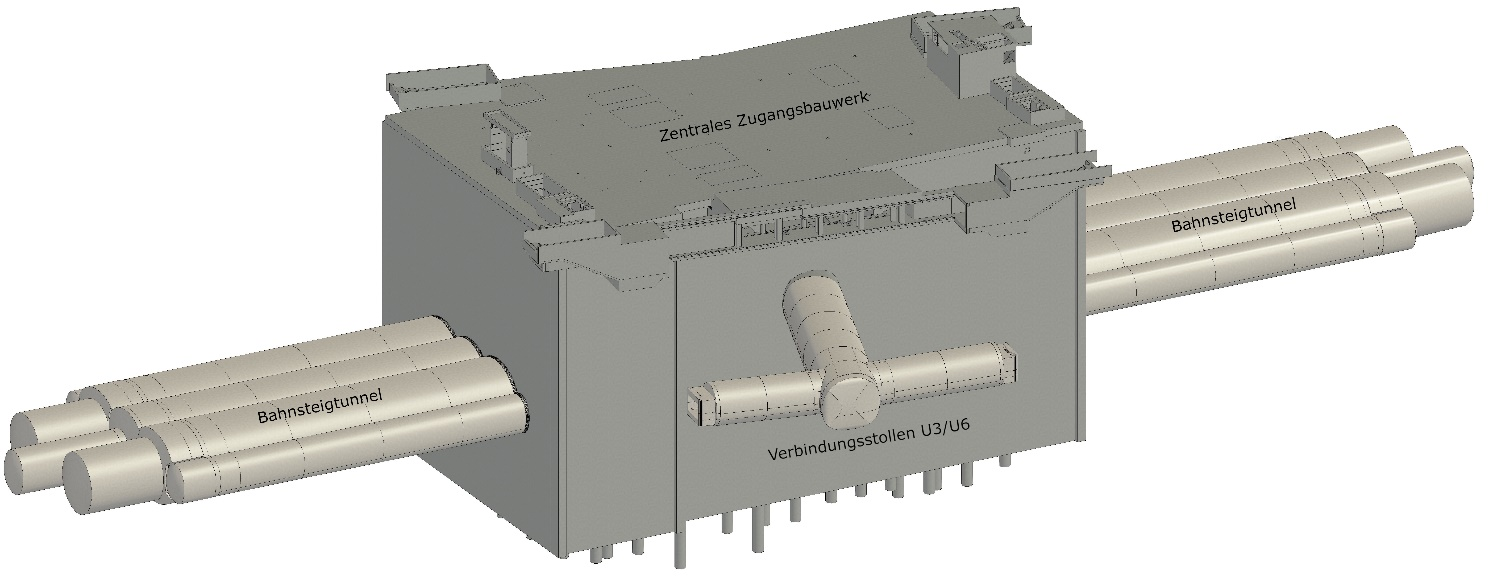 Zentrales Zugangsbauwerk
Bahnsteigtunnel
Bahnsteigtunnel
Verbindungsstollen U3/U6